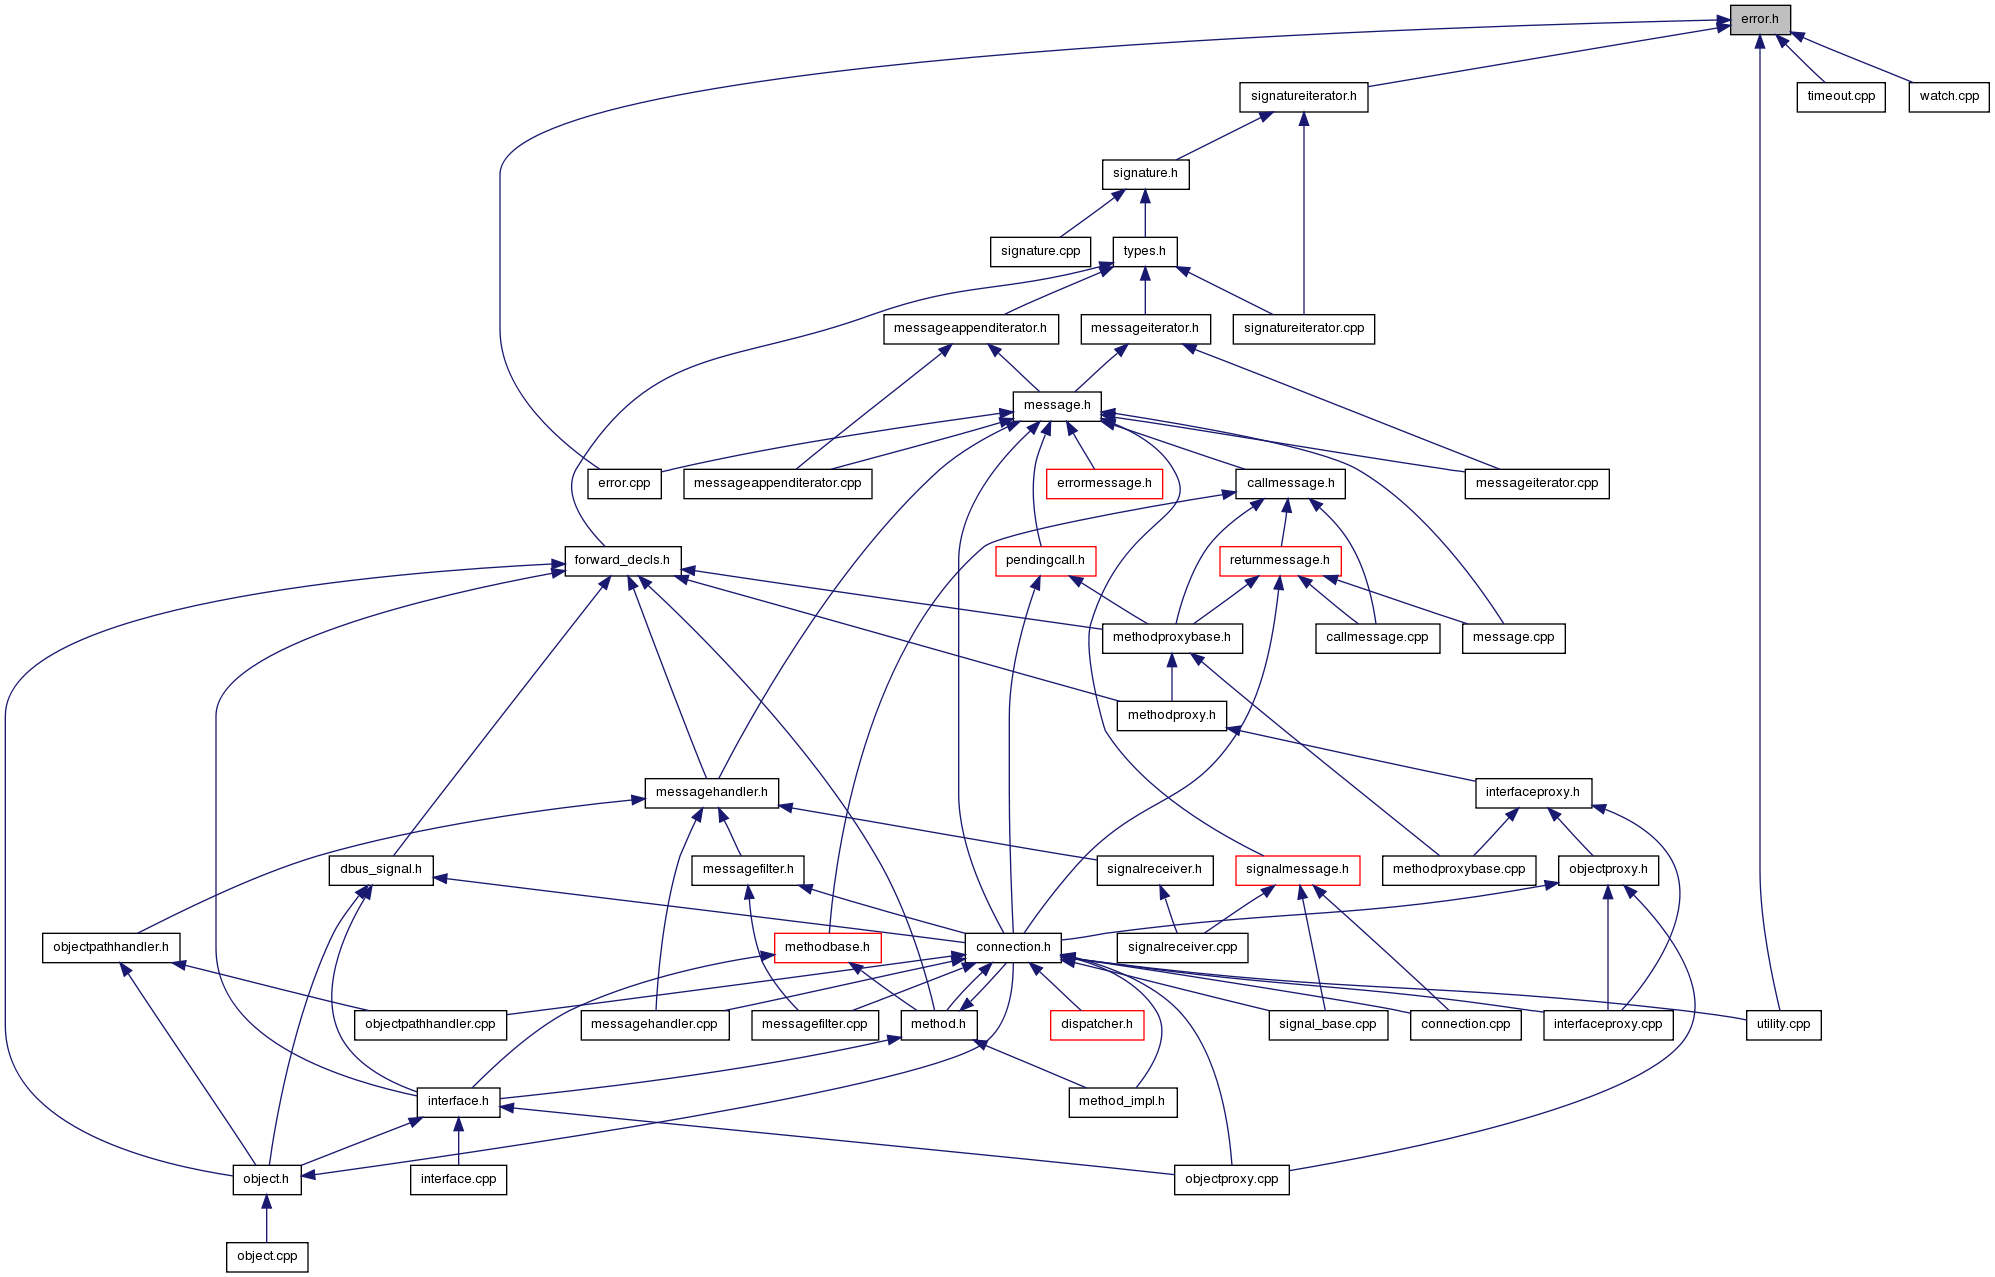 error.h
signatureiterator.h
timeout.cpp
watch.cpp
signature.h
signature.cpp
types.h
messageappenditerator.h
messageiterator.h
signatureiterator.cpp
message.h
error.cpp
messageappenditerator.cpp
errormessage.h
callmessage.h
messageiterator.cpp
forward_decls.h
pendingcall.h
returnmessage.h
methodproxybase.h
callmessage.cpp
message.cpp
methodproxy.h
messagehandler.h
interfaceproxy.h
dbus_signal.h
messagefilter.h
signalreceiver.h
signalmessage.h
methodproxybase.cpp
objectproxy.h
objectpathhandler.h
methodbase.h
connection.h
signalreceiver.cpp
objectpathhandler.cpp
messagehandler.cpp
messagefilter.cpp
method.h
dispatcher.h
signal_base.cpp
connection.cpp
interfaceproxy.cpp
utility.cpp
interface.h
method_impl.h
object.h
interface.cpp
objectproxy.cpp
object.cpp